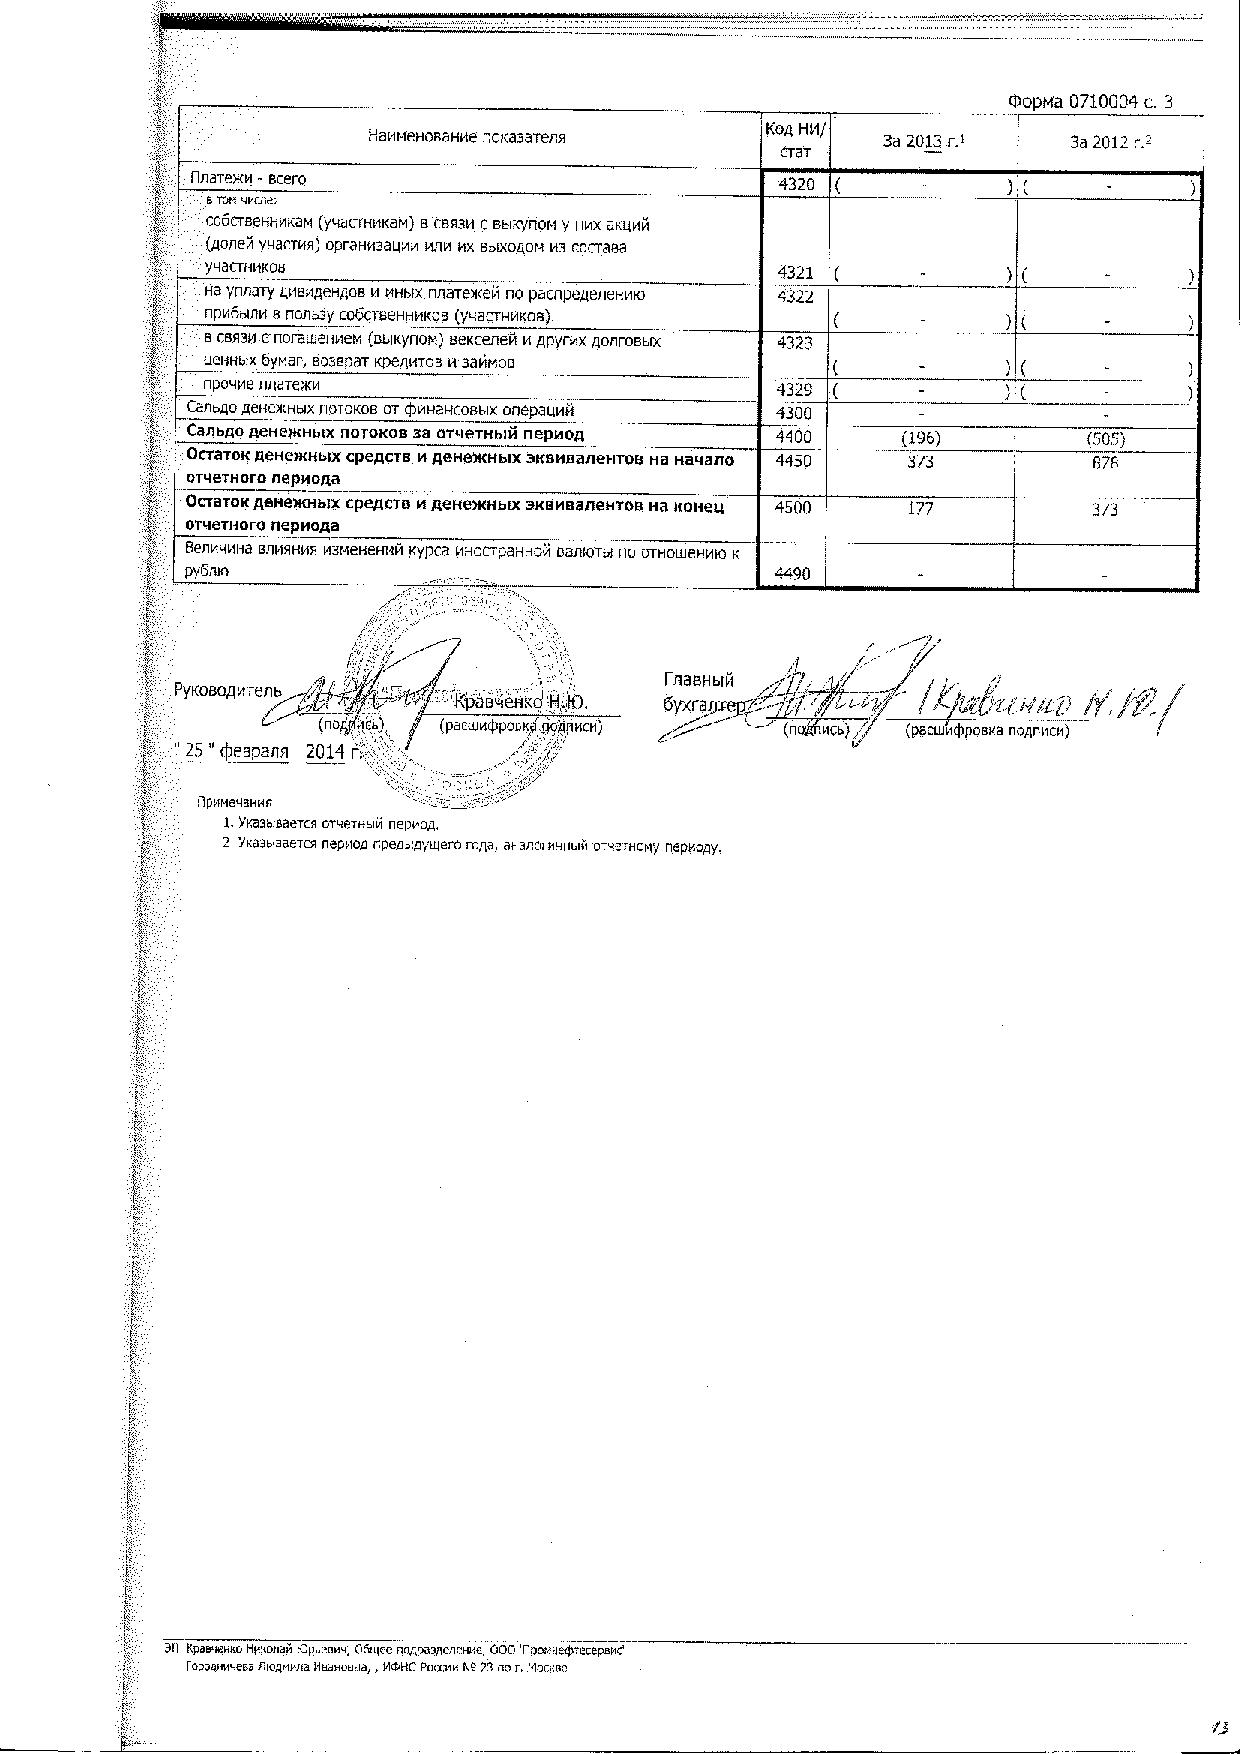 Форма 0710004 с. 3
Наименование показателя
Код НИ/
стат
За 2013 г.¹
За 2012 г.²
Платежи - всего 4320 ( - ) ( - )
в том числе:
собственникам (участникам) в связи с выкупом у них акций
(долей участия) организации или их выходом из состава
участников 4321 ( - ) ( - )
на уплату дивидендов и иных платежей по распределению 4322
прибыли в пользу собственников (участников) ( - ) ( - )
в связи с погашением (выкупом) векселей и других долговых 4323
ценных бумаг, возврат кредитов и займов ( - ) ( - )
прочие платежи 4329 ( - ) ( - )
Сальдо денежных потоков от финансовых операций 4300 - -
Сальдо денежных потоков за отчетный период 4400 (196) (505)
Остаток денежных средств и денежных эквивалентов на начало 4450 373 878
отчетного периода
Остаток денежных средств и денежных эквивалентов на конец 4500 177 373
отчетного периода
Величина влияния изменений курса иностранной валюты по отношению к
рублю 4490 - -
Руководитель Кравченко Н.Ю.
(подпись) (расшифровка подписи)
Главный
бухгалтер /Кравченко Н.Ю./
(подпись) (расшифровка подписи)
" 25 " февраля 2014 г.
Примечания
1. Указывается отчетный период.
2 Указывается период предыдущего года, аналогичный отчетному периоду.
ЭП Кравченко Николай Юрьевич, Общее подразделение, ООО "Промнефтесервис"
Городничева Людмила Ивановна, , ИФНС России № 23 по г. Москве
13